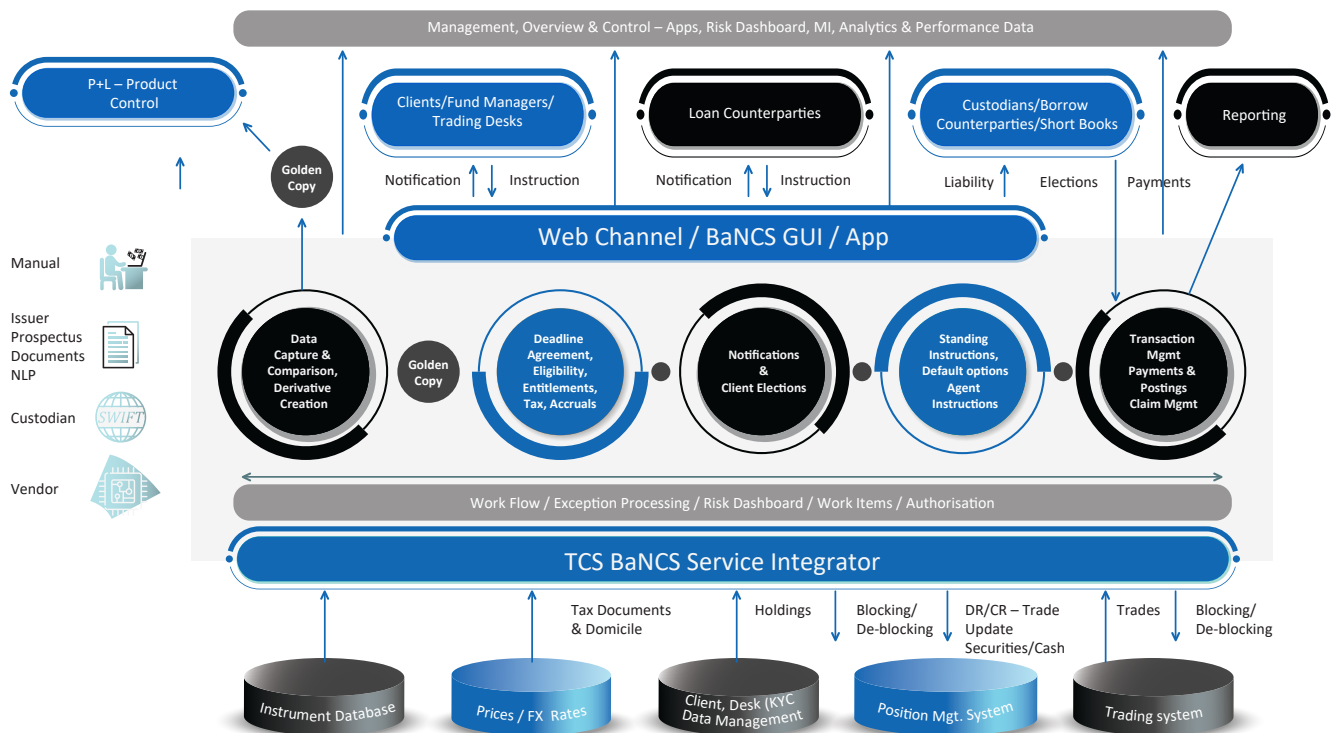 Management, Overview & Control – Apps, Risk Dashboard, MI, Analytics & Performance Data
P+L – Product
Control
Clients/Fund Managers/
Trading Desks
Loan Counterparties
Custodians/Borrow
Counterparties/Short Books
Reporting
Golden
Copy
Notification
Instruction
Notification
Instruction
Liability
Elections
Payments
Web Channel / BaNCS GUI / App
Manual
Issuer
Prospectus
Documents
NLP
Custodian
SWIFT
Vendor
Data
Capture &
Comparison,
Derivative
Creation
Golden
Copy
Deadline
Agreement,
Eligibility,
Entitlements,
Tax, Accruals
Notifications
&
Client Elections
Standing
Instructions,
Default options
Agent
Instructions
Transaction
Mgmt
Payments &
Postings
Claim Mgmt
Work Flow / Exception Processing / Risk Dashboard / Work Items / Authorisation
TCS BaNCS Service Integrator
Tax Documents
& Domicile
Holdings
Blocking/
De-blocking
DR/CR – Trade
Update
Securities/Cash
Trades
Blocking/
De-blocking
Instrument Database
Prices / FX Rates
Client, Desk (KYC
Data Management
Position Mgt. System
Trading system